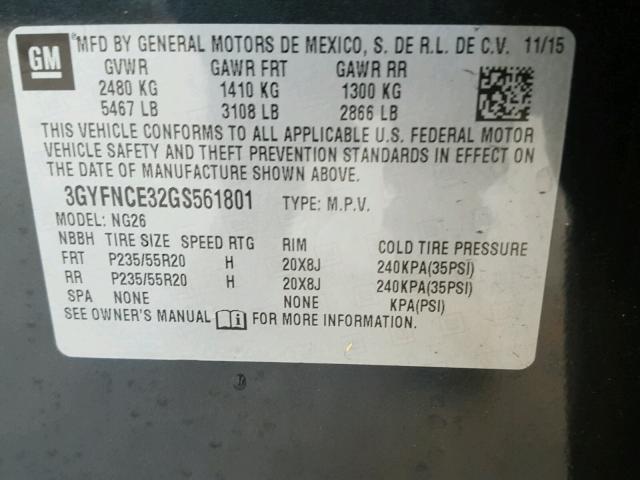 GM
MFD BY GENERAL MOTORS DE MEXICO, S. DE R.L. DE C.V. 11/15
GVWR GAWR FRT GAWR RR
2480 KG 1410 KG 1300 KG
5467 LB 3108 LB 2866 LB
THIS VEHICLE CONFORMS TO ALL APPLICABLE U.S. FEDERAL MOTOR
VEHICLE SAFETY AND THEFT PREVENTION STANDARDS IN EFFECT ON
THE DATE OF MANUFACTURE SHOWN ABOVE.
3GYFNCE32GS561801 TYPE: M.P.V.
MODEL: NG26
NBBH TIRE SIZE SPEED RTG RIM COLD TIRE PRESSURE
FRT P235/55R20 H 20X8J 240KPA(35PSI)
RR P235/55R20 H 20X8J 240KPA(35PSI)
SPA NONE NONE KPA(PSI)
SEE OWNER'S MANUAL FOR MORE INFORMATION.